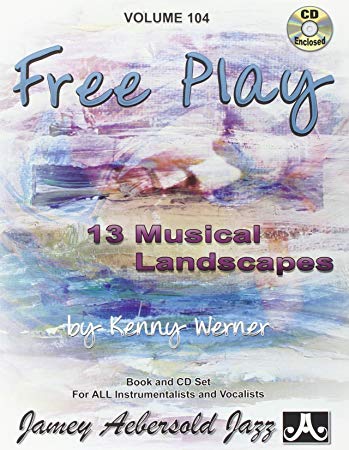 VOLUME 104
CD
Enclosed
Free Play
13 Musical
Landscapes
by Kenny Werner
Book and CD Set
For ALL Instrumentalists and Vocalists
Jamey Aebersold Jazz
JA